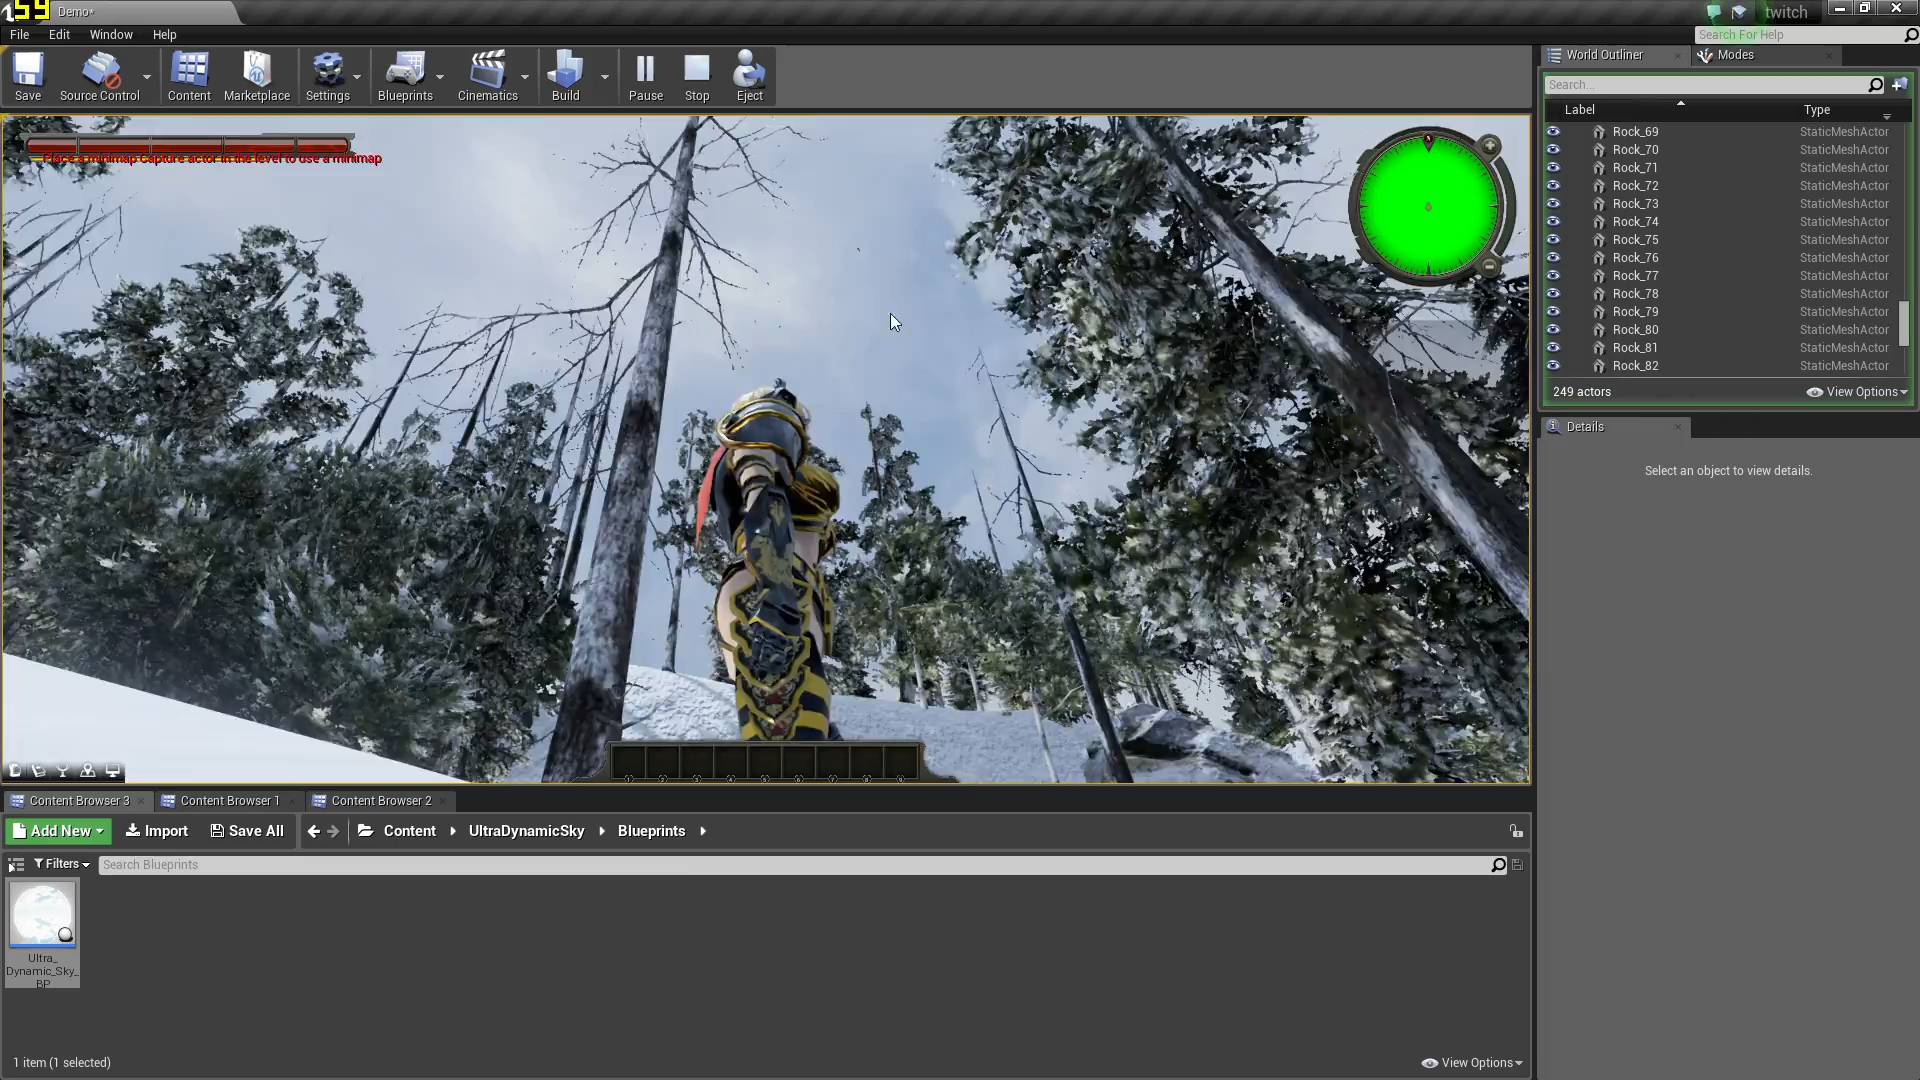 59
Demo*
twitch
File
Edit
Window
Help
Search For Help
Save
Source Control
Content
Marketplace
Settings
Blueprints
Cinematics
Build
Pause
Stop
Eject
World Outliner
Modes
Search...
Label
Type
Place a minimap Capture actor in the level to use a minimap
Rock_69 StaticMeshActor
Rock_70 StaticMeshActor
Rock_71 StaticMeshActor
Rock_72 StaticMeshActor
Rock_73 StaticMeshActor
Rock_74 StaticMeshActor
Rock_75 StaticMeshActor
Rock_76 StaticMeshActor
Rock_77 StaticMeshActor
Rock_78 StaticMeshActor
Rock_79 StaticMeshActor
Rock_80 StaticMeshActor
Rock_81 StaticMeshActor
Rock_82 StaticMeshActor
249 actors
View Options
Details
Select an object to view details.
Content Browser 3
Content Browser 1
Content Browser 2
Add New
Import
Save All
Content
UltraDynamicSky
Blueprints
Filters
Search Blueprints
Ultra_
Dynamic_Sky_
BP
1 item (1 selected)
View Options